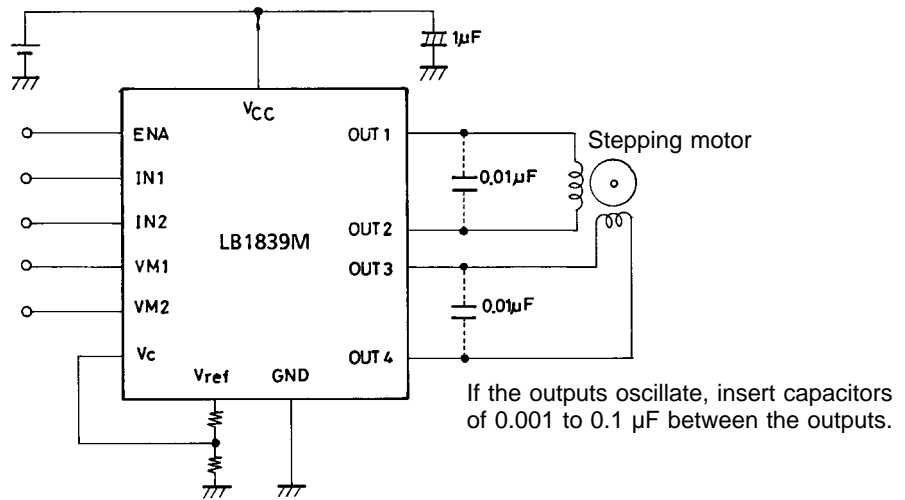 1µF
VCC
ENA
OUT 1
Stepping motor
0.01µF
IN1
IN2
OUT 2
LB1839M
VM1
OUT 3
VM2
0.01µF
Vc
OUT 4
Vref
GND
If the outputs oscillate, insert capacitors
of 0.001 to 0.1 µF between the outputs.